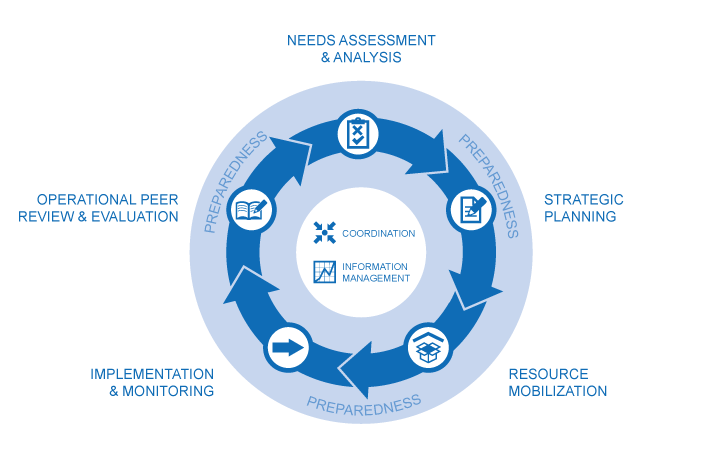 NEEDS ASSESSMENT
& ANALYSIS
PREPAREDNESS
PREPAREDNESS
OPERATIONAL PEER
REVIEW & EVALUATION
STRATEGIC
PLANNING
COORDINATION
INFORMATION
MANAGEMENT
IMPLEMENTATION
& MONITORING
RESOURCE
MOBILIZATION
PREPAREDNESS